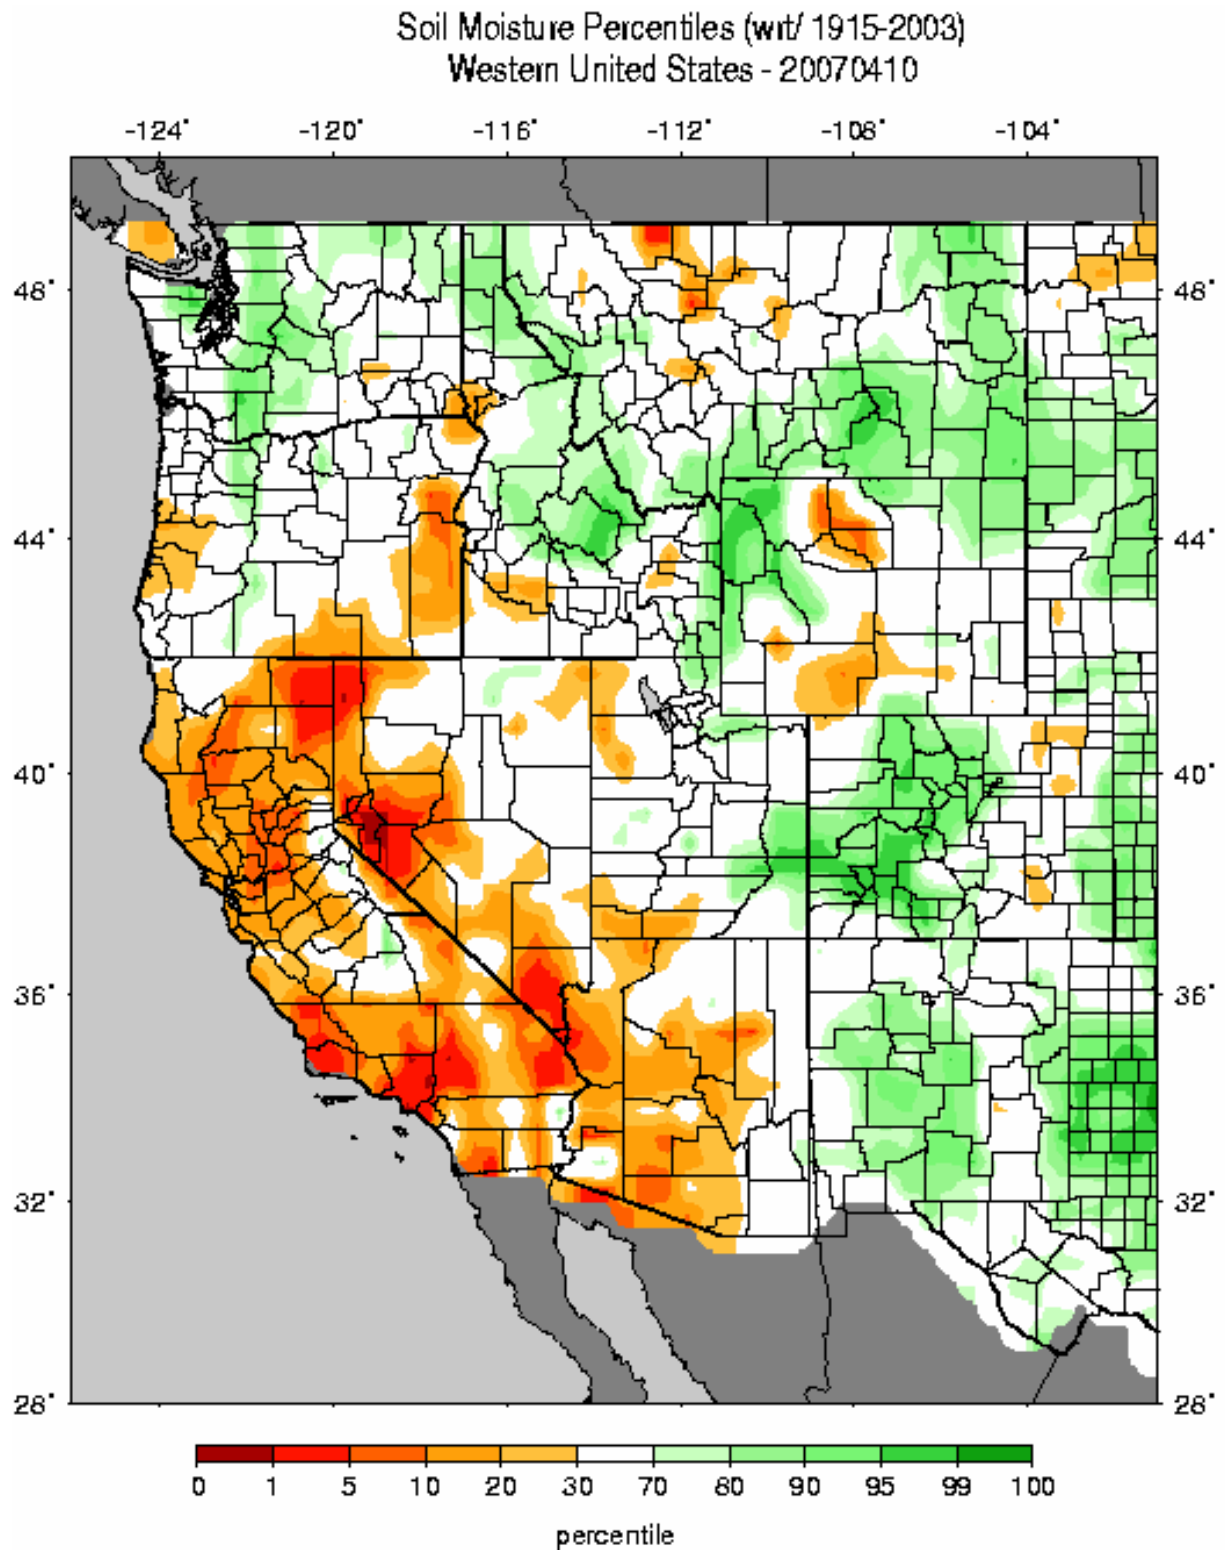 Soil Moisture Percentiles (wrt/ 1915-2003)
Western United States - 20070410
-124° -120° -116° -112° -108° -104°
48° 48°
44° 44°
40° 40°
36° 36°
32° 32°
28° 28°
0 1 5 10 20 30 70 80 90 95 99 100
percentile